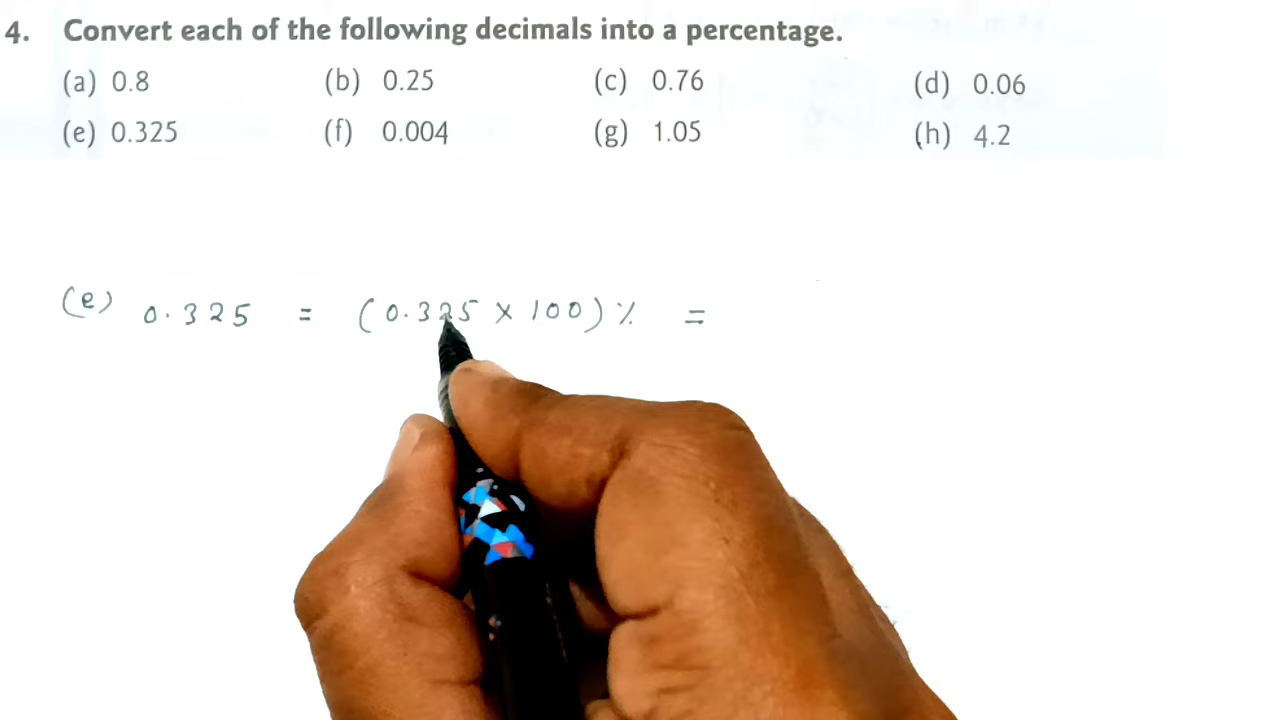 4. Convert each of the following decimals into a percentage.
(a) 0.8 (b) 0.25 (c) 0.76 (d) 0.06
(e) 0.325 (f) 0.004 (g) 1.05 (h) 4.2
(e) 0.325 = (0.325 × 100) % =